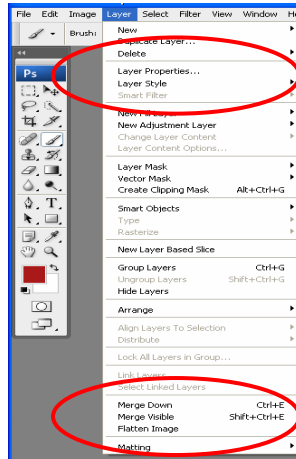 File Edit Image Layer Select Filter View Window
Brush:
New
Duplicate Layer...
Delete
Ps
Layer Properties...
Layer Style
Smart Filter
New Fill Layer
New Adjustment Layer
Change Layer Content
Layer Content Options...
Layer Mask
Vector Mask
Create Clipping Mask Alt+Ctrl+G
Smart Objects
Type
Rasterize
New Layer Based Slice
Group Layers Ctrl+G
Ungroup Layers Shift+Ctrl+G
Hide Layers
Arrange
Align Layers To Selection
Distribute
Lock All Layers in Group...
Link Layers
Select Linked Layers
Merge Down Ctrl+E
Merge Visible Shift+Ctrl+E
Flatten Image
Matting